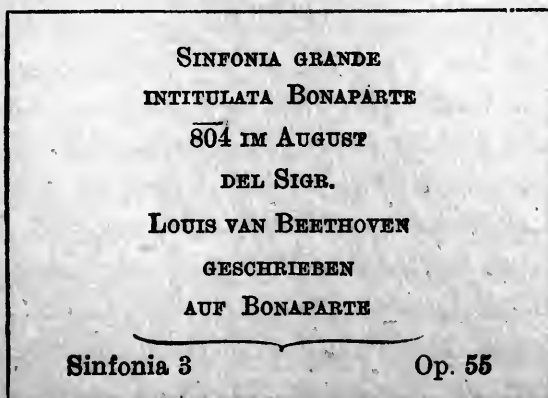 SINFONIA GRANDE
INTITULATA BONAPARTE
804 IM AUGUST
DEL SIGR.
LOUIS VAN BEETHOVEN
GESCHRIEBEN
AUF BONAPARTE
Sinfonia 3 Op. 55